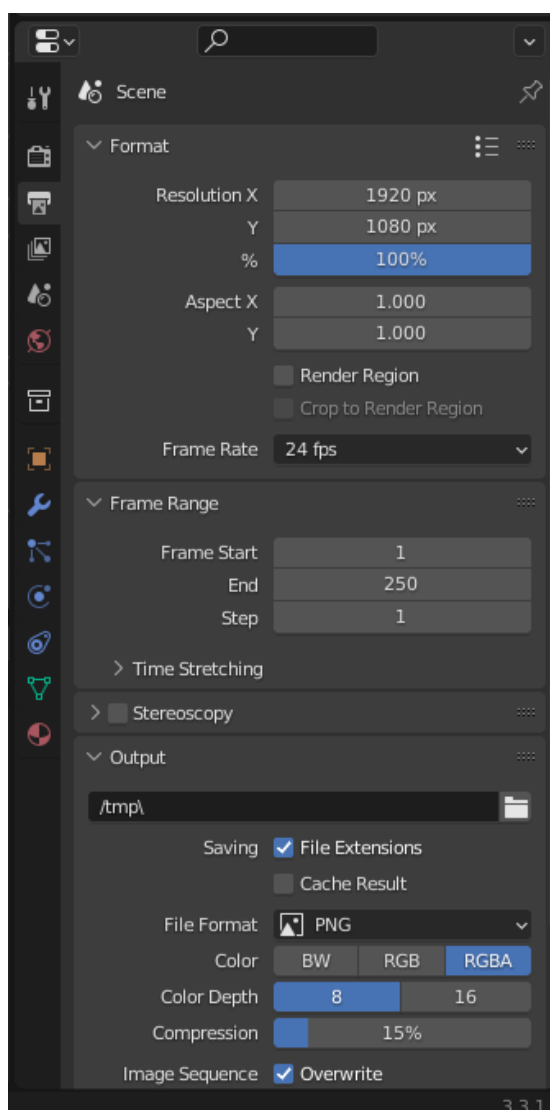 Scene
Format
Resolution X 1920 px
Y 1080 px
% 100%
Aspect X 1.000
Y 1.000
Render Region
Crop to Render Region
Frame Rate 24 fps
Frame Range
Frame Start 1
End 250
Step 1
Time Stretching
Stereoscopy
Output
/tmp\
Saving File Extensions
Cache Result
File Format PNG
Color BW RGB RGBA
Color Depth 8 16
Compression 15%
Image Sequence Overwrite
3.3.1